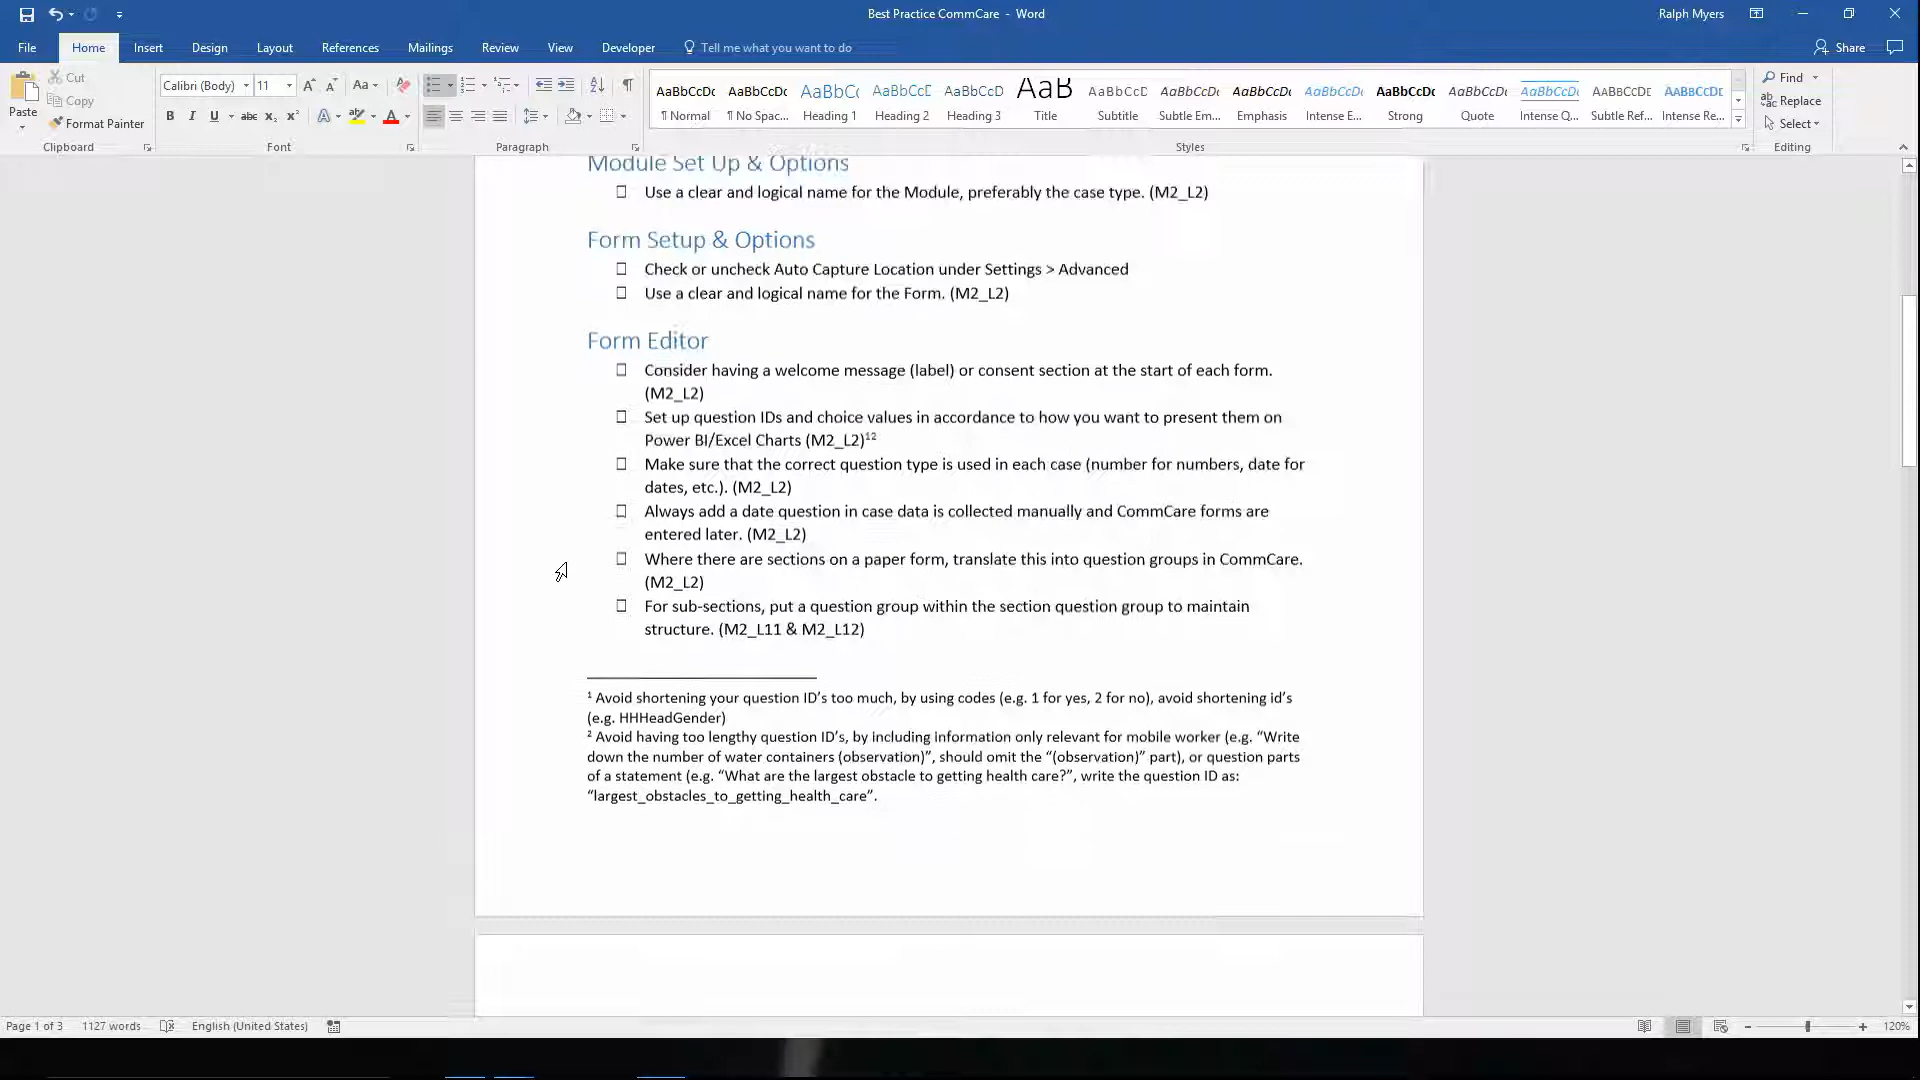 Best Practice CommCare - Word
Ralph Myers
File Home Insert Design Layout References Mailings Review View Developer Tell me what you want to do Share
Cut
Copy
Format Painter
Paste
Clipboard
Calibri (Body) 11
Font
Paragraph
AaBbCcDc AaBbCcDc AaBbC( AaBbCcE AaBbCcD AaB AaBbCcD AaBbCcDc AaBbCcDc AaBbCcDc AaBbCcDc AaBbCcDc AaBbCcDc AABBCCDE AABBCCDE
¶ Normal ¶ No Spac... Heading 1 Heading 2 Heading 3 Title Subtitle Subtle Em... Emphasis Intense E... Strong Quote Intense Q... Subtle Ref... Intense Re...
Styles
Find
Replace
Select
Editing
Module Set Up & Options
Use a clear and logical name for the Module, preferably the case type. (M2_L2)
Form Setup & Options
Check or uncheck Auto Capture Location under Settings > Advanced
Use a clear and logical name for the Form. (M2_L2)
Form Editor
Consider having a welcome message (label) or consent section at the start of each form.
(M2_L2)
Set up question IDs and choice values in accordance to how you want to present them on
Power BI/Excel Charts (M2_L2)¹²
Make sure that the correct question type is used in each case (number for numbers, date for
dates, etc.). (M2_L2)
Always add a date question in case data is collected manually and CommCare forms are
entered later. (M2_L2)
Where there are sections on a paper form, translate this into question groups in CommCare.
(M2_L2)
For sub-sections, put a question group within the section question group to maintain
structure. (M2_L11 & M2_L12)
¹ Avoid shortening your question ID’s too much, by using codes (e.g. 1 for yes, 2 for no), avoid shortening id’s
(e.g. HHHeadGender)
² Avoid having too lengthy question ID’s, by including information only relevant for mobile worker (e.g. “Write
down the number of water containers (observation)”, should omit the “(observation)” part), or question parts
of a statement (e.g. “What are the largest obstacle to getting health care?”, write the question ID as:
“largest_obstacles_to_getting_health_care”.
Page 1 of 3 1127 words English (United States) 120%